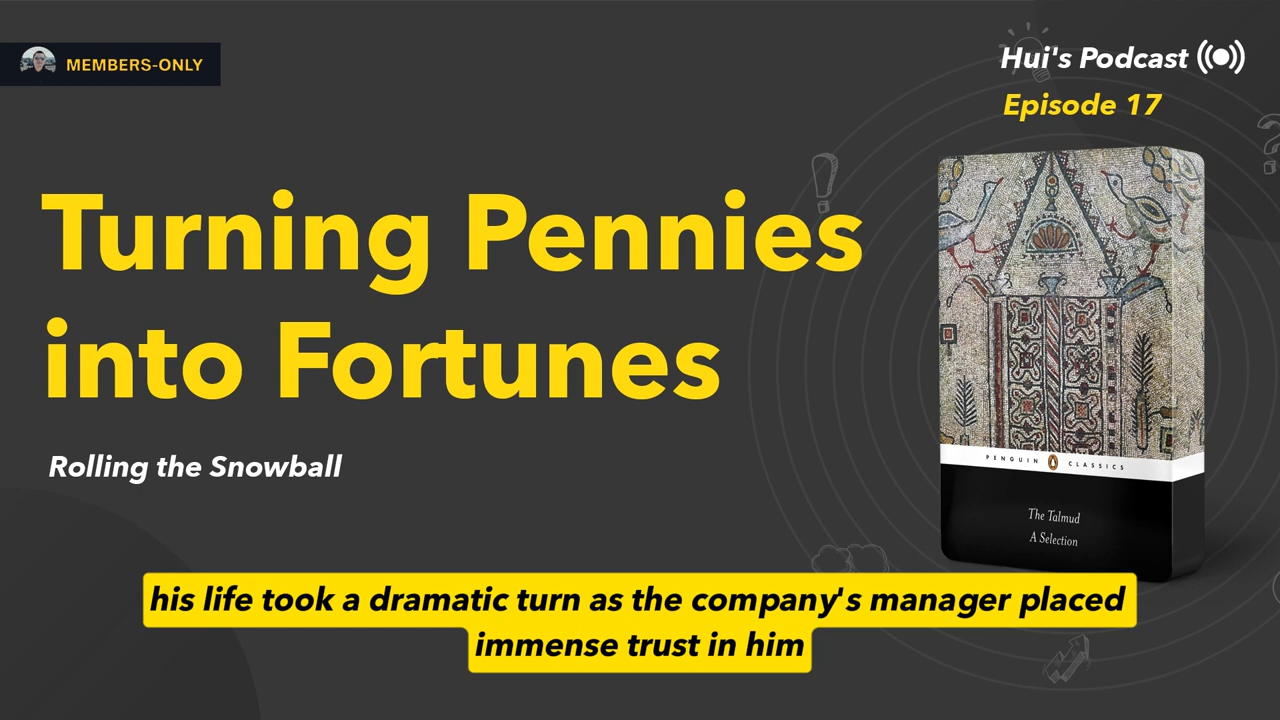 MEMBERS-ONLY
Hui's Podcast
Episode 17
Turning Pennies
into Fortunes
Rolling the Snowball
PENGUIN CLASSICS
The Talmud
A Selection
his life took a dramatic turn as the company's manager placed
immense trust in him